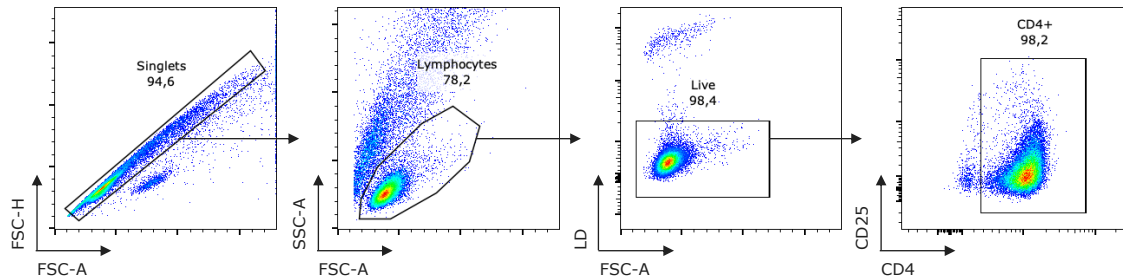 Singlets
94,6
FSC-H
FSC-A
Lymphocytes
78,2
SSC-A
FSC-A
Live
98,4
LD
FSC-A
CD4+
98,2
CD25
CD4